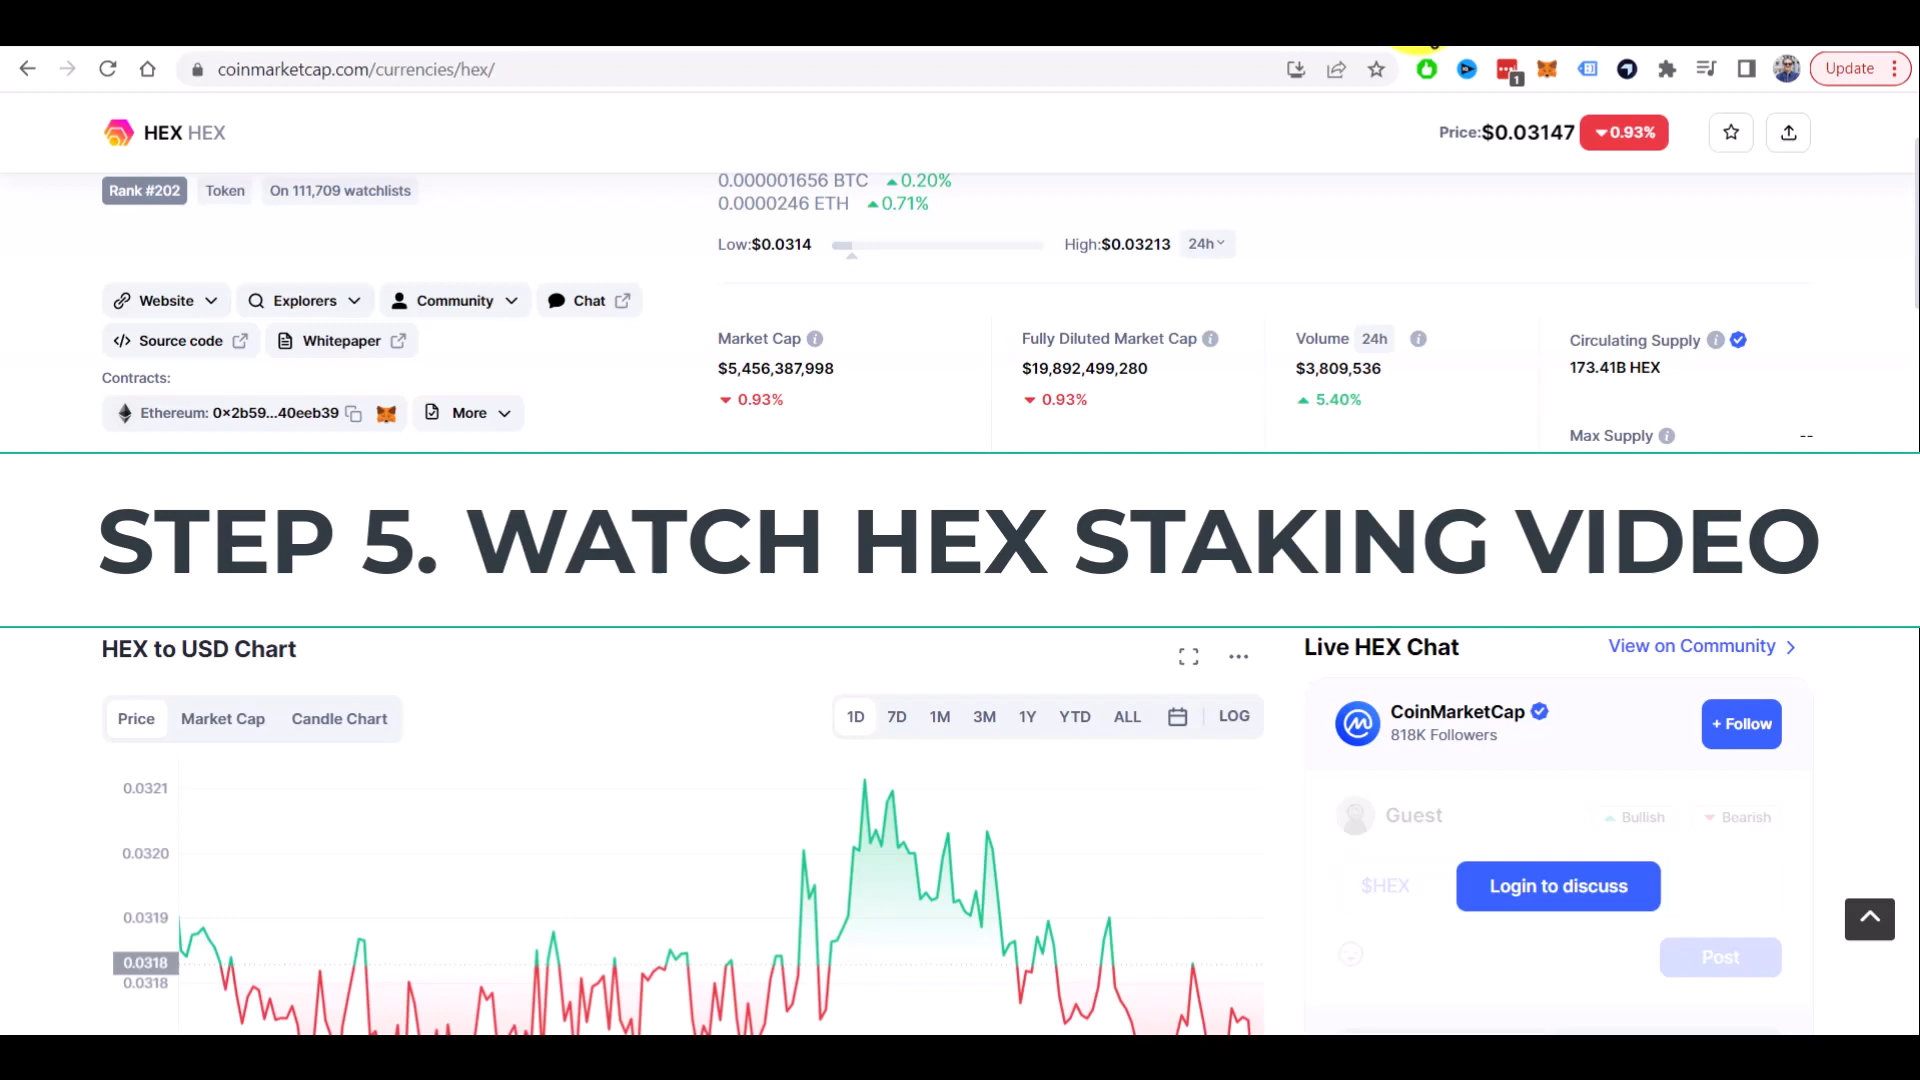 coinmarketcap.com/currencies/hex/
1
Update
HEX HEX
Price:$0.03147 0.93%
Rank #202 Token On 111,709 watchlists
0.000001656 BTC 0.20%
0.0000246 ETH 0.71%
Low:$0.0314 High:$0.03213 24h
Website Explorers Community Chat
Source code Whitepaper
Contracts:
Ethereum: 0x2b59...40eeb39 More
Market Cap Fully Diluted Market Cap Volume 24h Circulating Supply
$5,456,387,998 $19,892,499,280 $3,809,536 173.41B HEX
0.93% 0.93% 5.40%
Max Supply --
STEP 5. WATCH HEX STAKING VIDEO
HEX to USD Chart
Price Market Cap Candle Chart
1D 7D 1M 3M 1Y YTD ALL LOG
0.0321
0.0320
0.0319
0.0318
0.0318
Live HEX Chat View on Community
CoinMarketCap
818K Followers
+ Follow
Guest Bullish Bearish
$HEX Login to discuss
Post